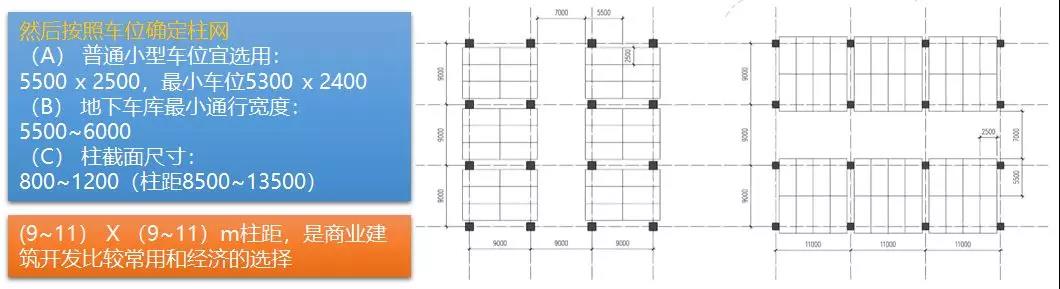 然后按照车位确定柱网
（A） 普通小型车位宜选用：
5500 x 2500，最小车位5300 x 2400
（B） 地下车库最小通行宽度：
5500~6000
（C） 柱截面尺寸：
800~1200（柱距8500~13500）
(9~11） X （9~11）m柱距，是商业建
筑开发比较常用和经济的选择
7000
5500
2500
9000
9000
9000
9000
9000
9000
9000
2500
7000
5500
9000
11000
11000
11000